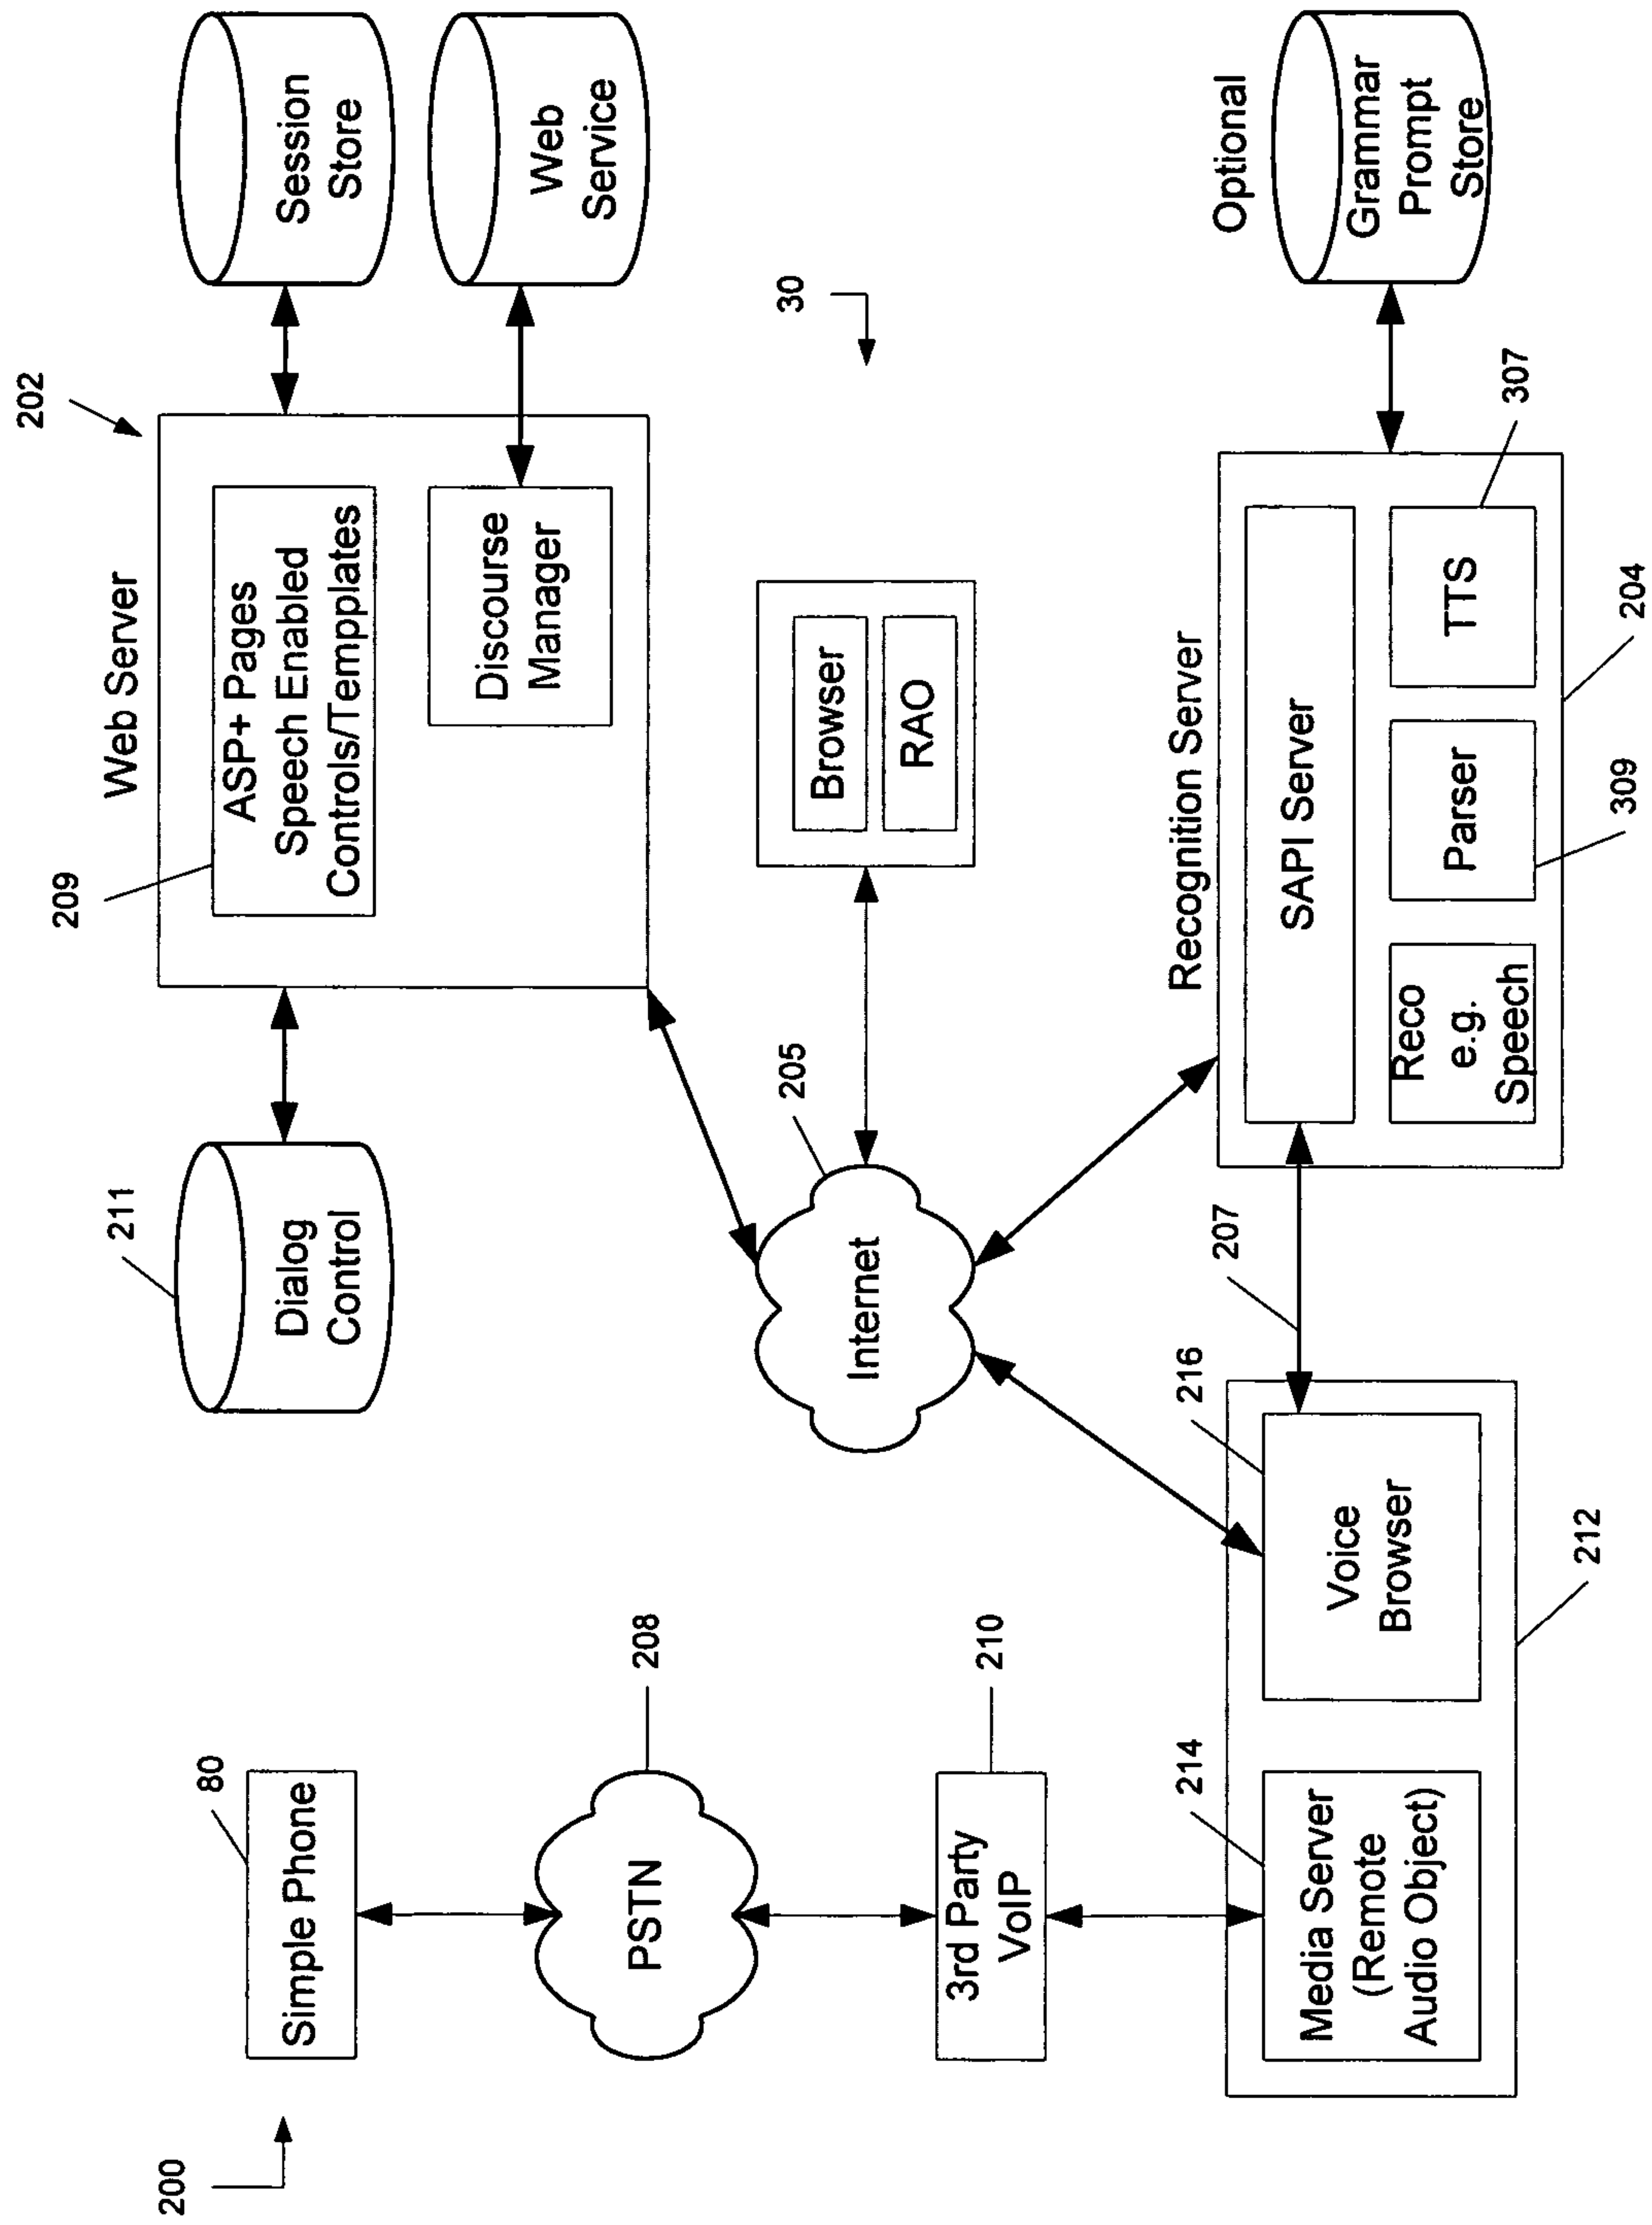 200
Simple Phone
80
PSTN
208
3rd Party
VoIP
210
Media Server
(Remote
Audio Object)
214
Voice
Browser
216
212
207
Dialog
Control
211
Internet
205
Web Server
202
ASP+ Pages
Speech Enabled
Controls/Templates
209
Discourse
Manager
Session
Store
Web
Service
30
Browser
RAO
Recognition Server
SAPI Server
Reco
e.g.
Speech
Parser
TTS
309
204
307
Optional
Grammar
Prompt
Store